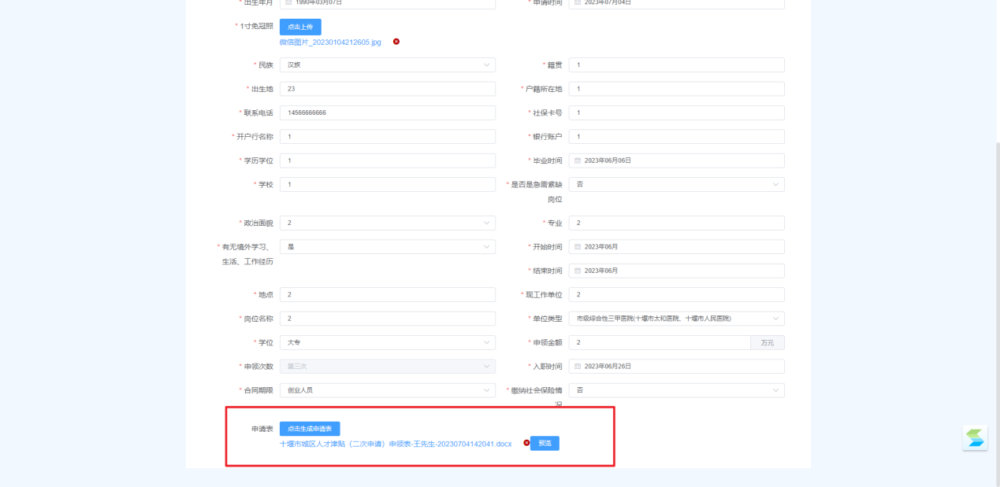 * 出生年月 1990年03月07日 * 申请时间 2023年07月04日
* 1寸免冠照 点击上传
微信图片_20230104212605.jpg
* 民族 汉族 * 籍贯 1
* 出生地 23 * 户籍所在地 1
* 联系电话 14566666666 * 社保卡号 1
* 开户行名称 1 * 银行账户 1
* 学历学位 1 * 毕业时间 2023年06月06日
* 学校 1 * 是否是急需紧缺岗位 否
* 政治面貌 2 * 专业 2
* 有无境外学习、生活、工作经历 是 * 开始时间 2023年06月
* 结束时间 2023年06月
* 地点 2 * 现工作单位 2
* 岗位名称 2 * 单位类型 市级综合性三甲医院(十堰市太和医院、十堰市人民医院)
* 学位 大专 * 申领金额 2 万元
* 申领次数 第三次 * 入职时间 2023年06月26日
* 合同期限 创业人员 * 缴纳社会保险情况 否
申请表 点击生成申请表
十堰市城区人才津贴（二次申请）申领表-王先生-20230704142041.docx 预览